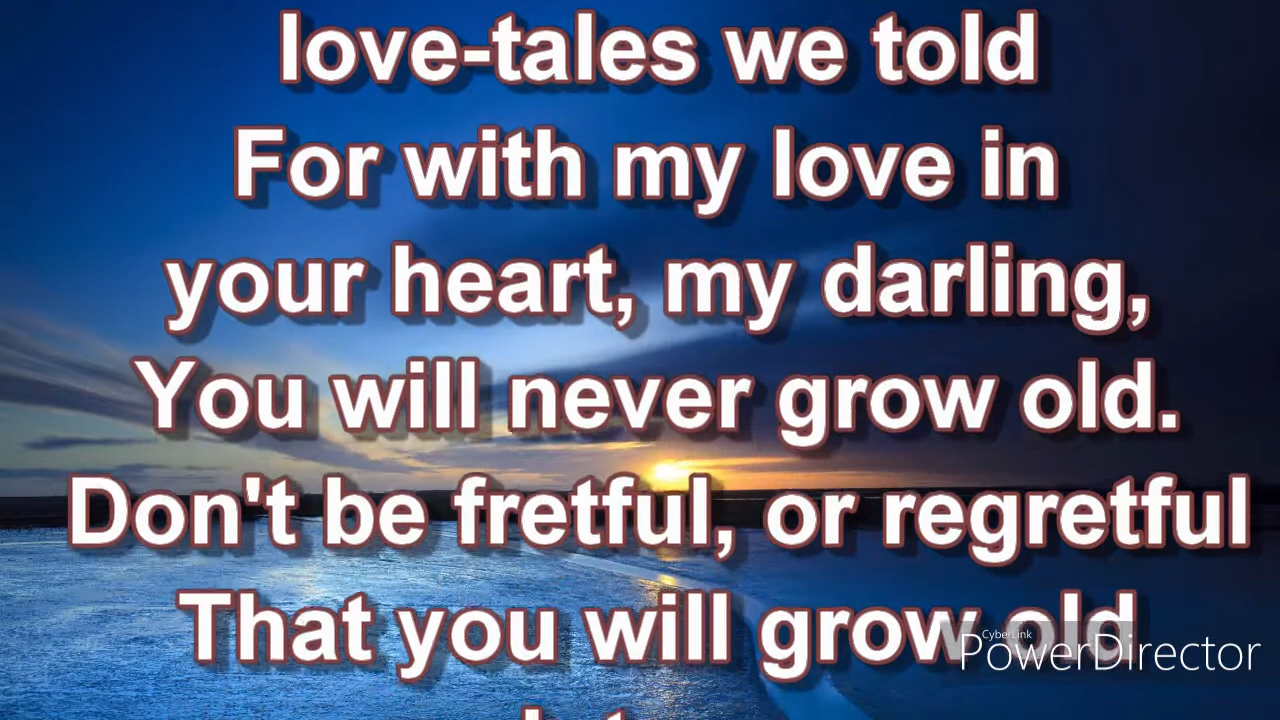 love-tales we told
For with my love in
your heart, my darling,
You will never grow old.
Don't be fretful, or regretful
That you will grow old
CyberLink
PowerDirector